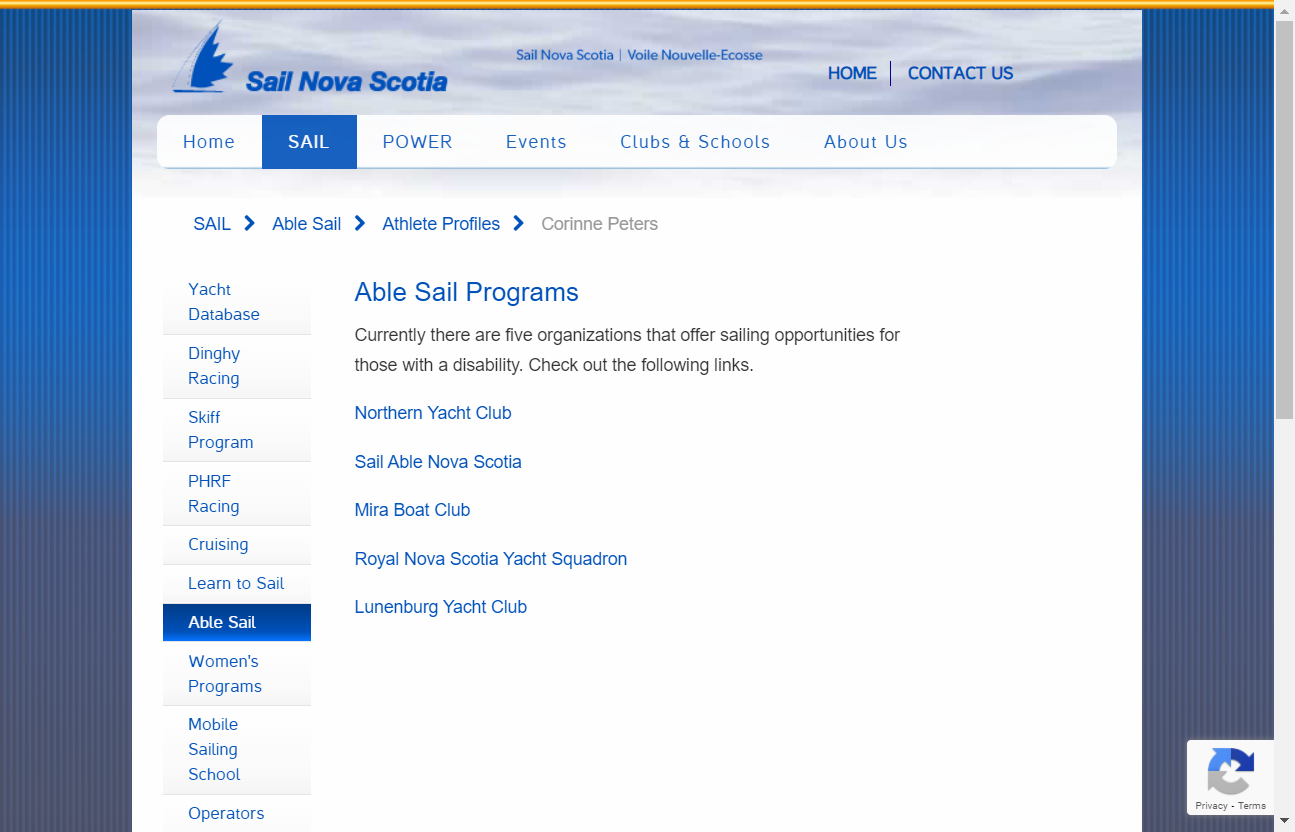 Sail Nova Scotia
Sail Nova Scotia | Voile Nouvelle-Ecosse
HOME
CONTACT US
Home
SAIL
POWER
Events
Clubs & Schools
About Us
SAIL
Able Sail
Athlete Profiles
Corinne Peters
Yacht
Database
Dinghy
Racing
Skiff
Program
PHRF
Racing
Cruising
Learn to Sail
Able Sail
Women's
Programs
Mobile
Sailing
School
Operators
Able Sail Programs
Currently there are five organizations that offer sailing opportunities for
those with a disability. Check out the following links.
Northern Yacht Club
Sail Able Nova Scotia
Mira Boat Club
Royal Nova Scotia Yacht Squadron
Lunenburg Yacht Club
Privacy - Terms